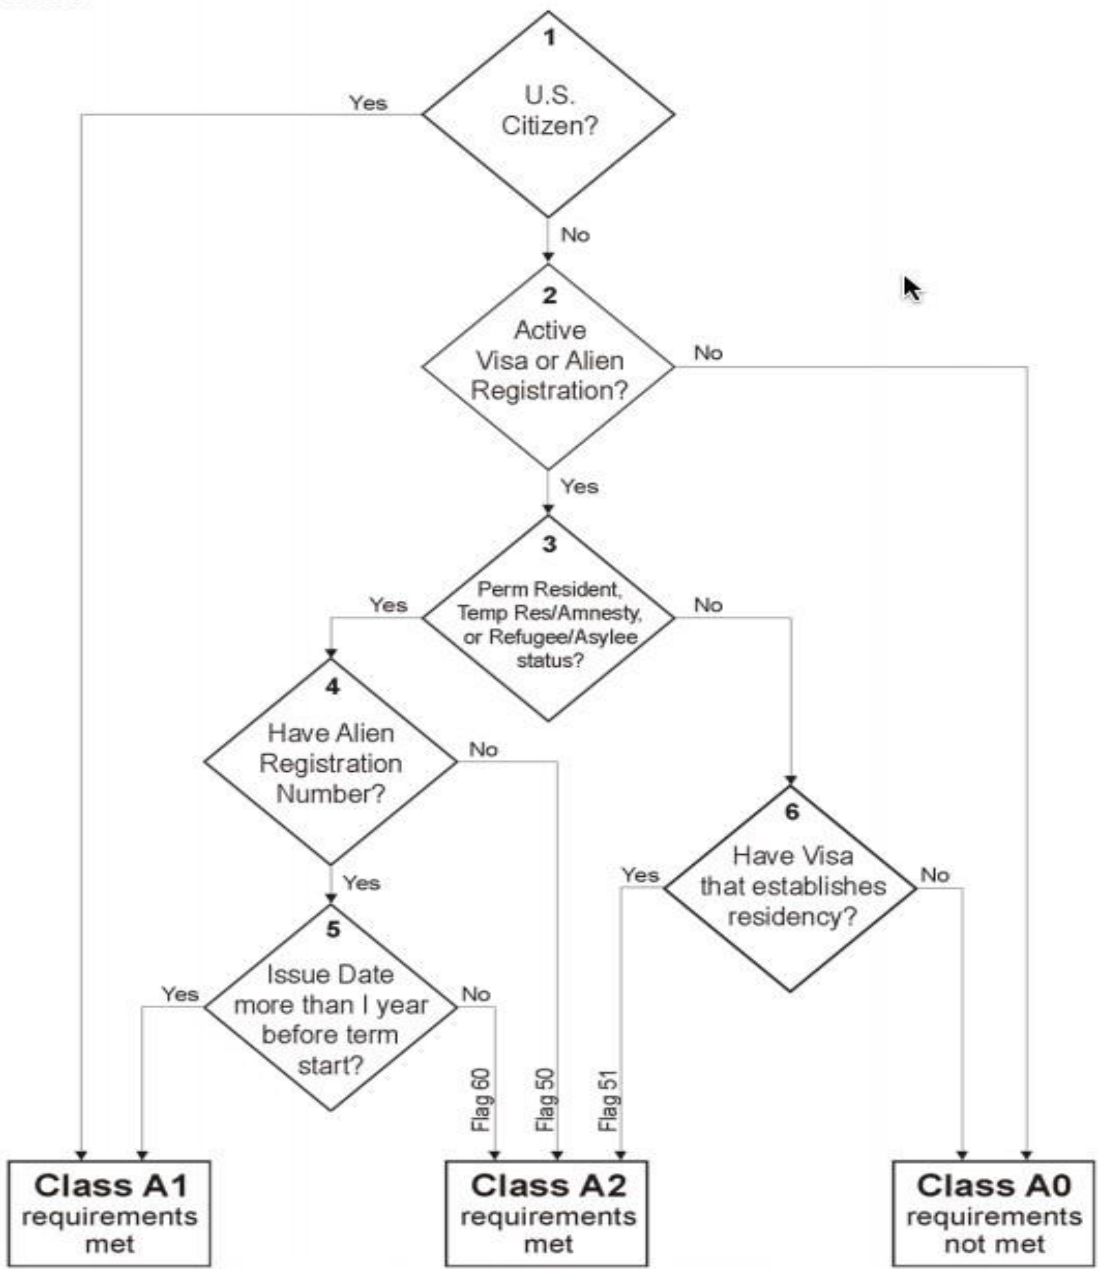 1
U.S.
Citizen?
Yes
No
2
Active
Visa or Alien
Registration?
No
Yes
3
Perm Resident,
Temp Res/Amnesty,
or Refugee/Asylee
status?
Yes
No
4
Have Alien
Registration
Number?
No
Yes
6
Have Visa
that establishes
residency?
Yes
No
5
Issue Date
more than I year
before term
start?
Yes
No
Flag 60
Flag 50
Flag 51
Class A1
requirements
met
Class A2
requirements
met
Class A0
requirements
not met